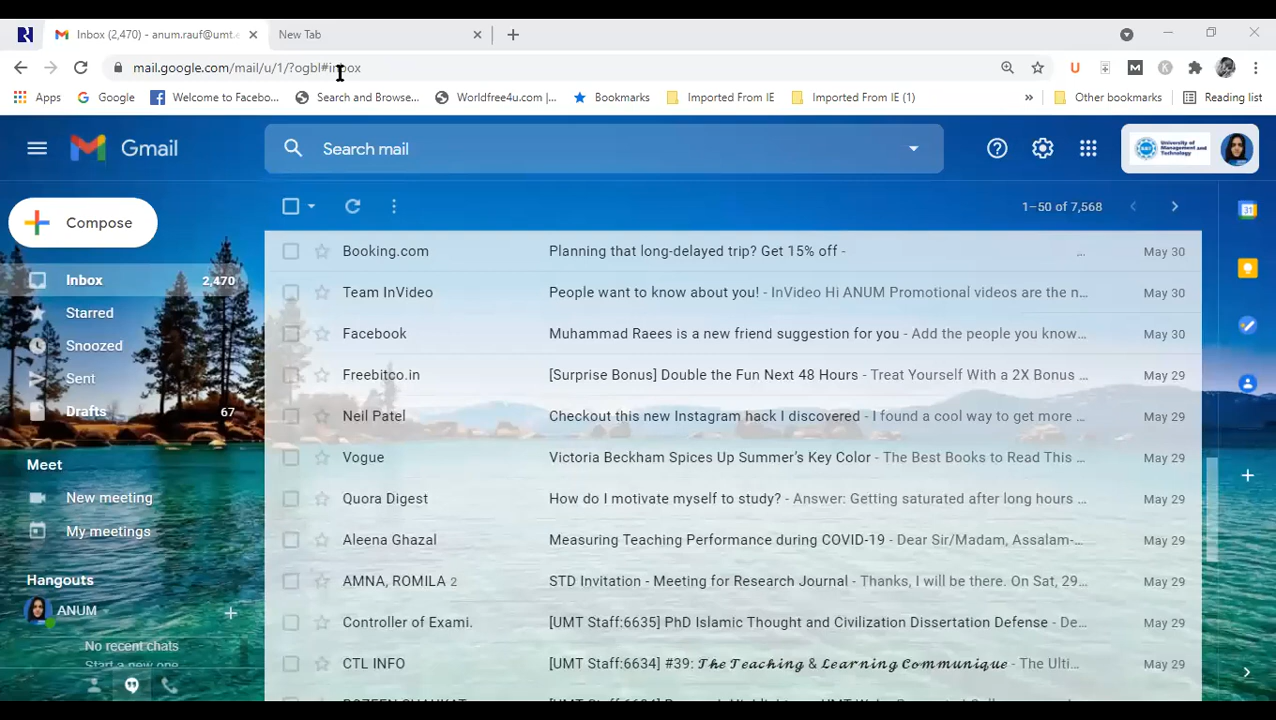 Inbox (2,470) - anum.rauf@umt.e
New Tab
mail.google.com/mail/u/1/?ogbl#inbox
Apps
Google
Welcome to Facebo...
Search and Browse...
Worldfree4u.com |...
Bookmarks
Imported From IE
Imported From IE (1)
»
Other bookmarks
Reading list
Gmail
Search mail
University of Management and Technology
Compose
1–50 of 7,568
Inbox 2,470
Starred
Snoozed
Sent
Drafts 67
Meet
New meeting
My meetings
Hangouts
ANUM
No recent chats
Start a new one
Booking.com Planning that long-delayed trip? Get 15% off - ... May 30
Team InVideo People want to know about you! - InVideo Hi ANUM Promotional videos are the n... May 30
Facebook Muhammad Raees is a new friend suggestion for you - Add the people you know... May 30
Freebitco.in [Surprise Bonus] Double the Fun Next 48 Hours - Treat Yourself With a 2X Bonus ... May 29
Neil Patel Checkout this new Instagram hack I discovered - I found a cool way to get more ... May 29
Vogue Victoria Beckham Spices Up Summer's Key Color - The Best Books to Read This ... May 29
Quora Digest How do I motivate myself to study? - Answer: Getting saturated after long hours ... May 29
Aleena Ghazal Measuring Teaching Performance during COVID-19 - Dear Sir/Madam, Assalam-... May 29
AMNA, ROMILA 2 STD Invitation - Meeting for Research Journal - Thanks, I will be there. On Sat, 29... May 29
Controller of Exami. [UMT Staff:6635] PhD Islamic Thought and Civilization Dissertation Defense - De... May 29
CTL INFO [UMT Staff:6634] #39: 𝓣𝓱𝓮 𝓣𝓮𝓪𝓬𝓱𝓲𝓷𝓰 & 𝓛𝓮𝓪𝓻𝓷𝓲𝓷𝓰 𝓒𝓸𝓶𝓶𝓾𝓷𝓲𝓺𝓾𝓮 - The Ulti... May 29